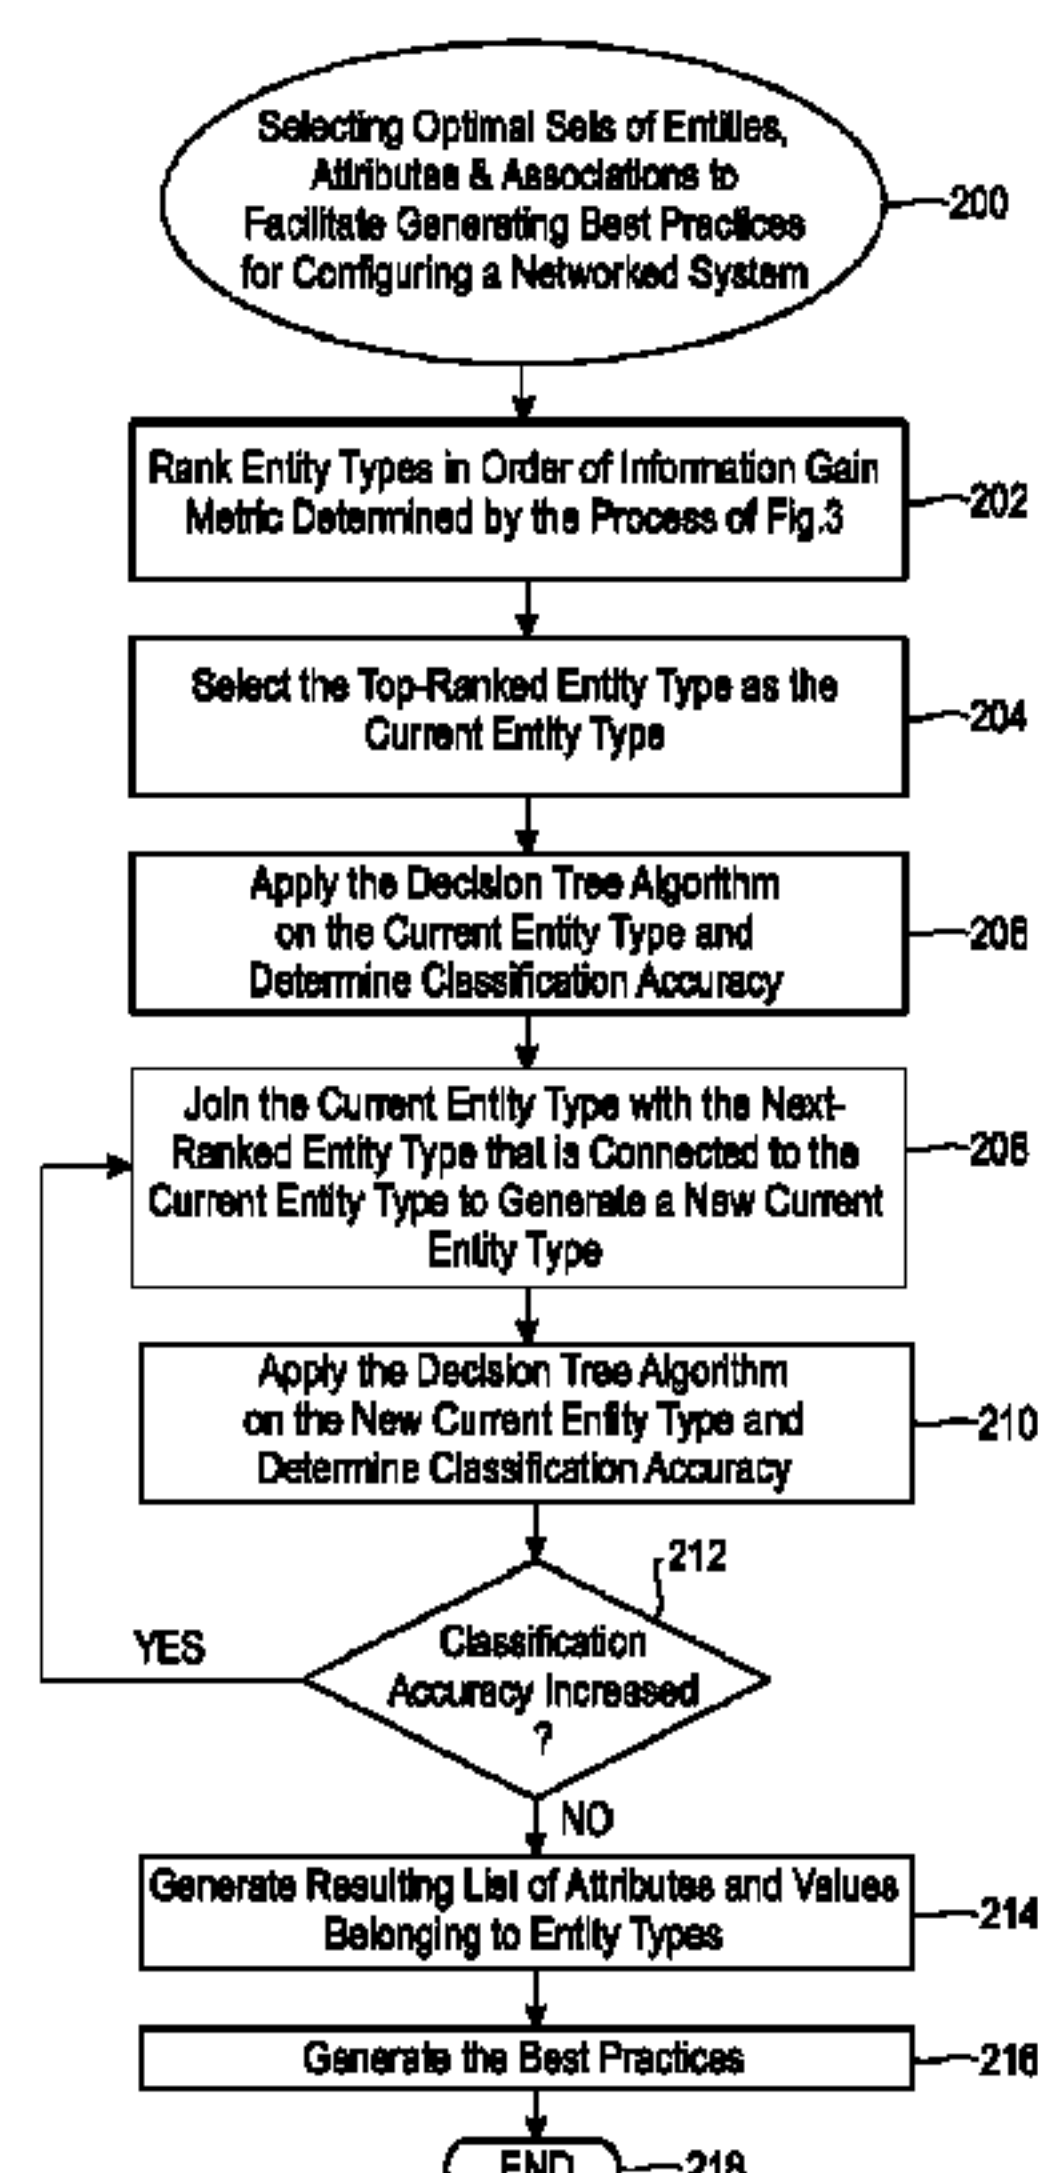 Selecting Optimal Sets of Entities,
Attributes & Associations to
Facilitate Generating Best Practices
for Configuring a Networked System
200
Rank Entity Types in Order of Information Gain
Metric Determined by the Process of Fig.3
202
Select the Top-Ranked Entity Type as the
Current Entity Type
204
Apply the Decision Tree Algorithm
on the Current Entity Type and
Determine Classification Accuracy
206
Join the Current Entity Type with the Next-
Ranked Entity Type that is Connected to the
Current Entity Type to Generate a New Current
Entity Type
208
Apply the Decision Tree Algorithm
on the New Current Entity Type and
Determine Classification Accuracy
210
212
Classification
Accuracy Increased
?
YES
NO
Generate Resulting List of Attributes and Values
Belonging to Entity Types
214
Generate the Best Practices
216
END
218